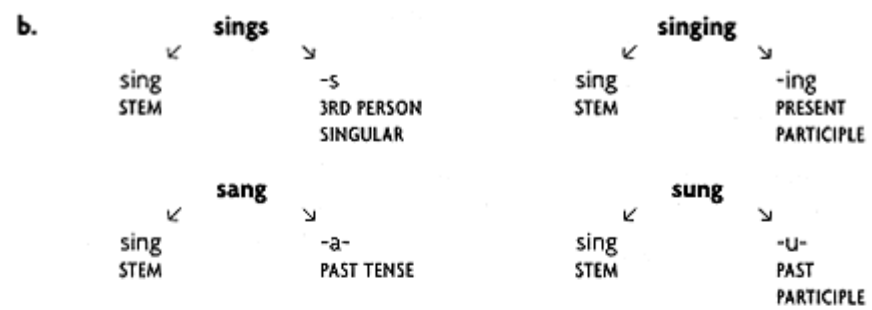 b. sings singing
sing -s sing -ing
STEM 3RD PERSON STEM PRESENT
SINGULAR PARTICIPLE
sang sung
sing -a- sing -u-
STEM PAST TENSE STEM PAST
PARTICIPLE